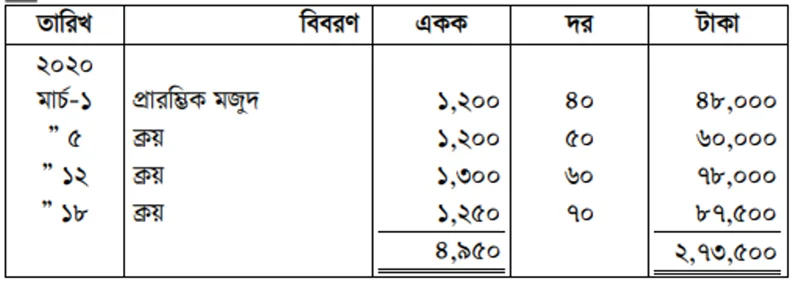 তারিখ বিবরণ একক দর টাকা
২০২০
মার্চ-১ প্রারম্ভিক মজুদ ১,২০০ ৪০ ৪৮,০০০
” ৫ ক্রয় ১,২০০ ৫০ ৬০,০০০
” ১২ ক্রয় ১,৩০০ ৬০ ৭৮,০০০
” ১৮ ক্রয় ১,২৫০ ৭০ ৮৭,৫০০
৪,৯৫০ ২,৭৩,৫০০